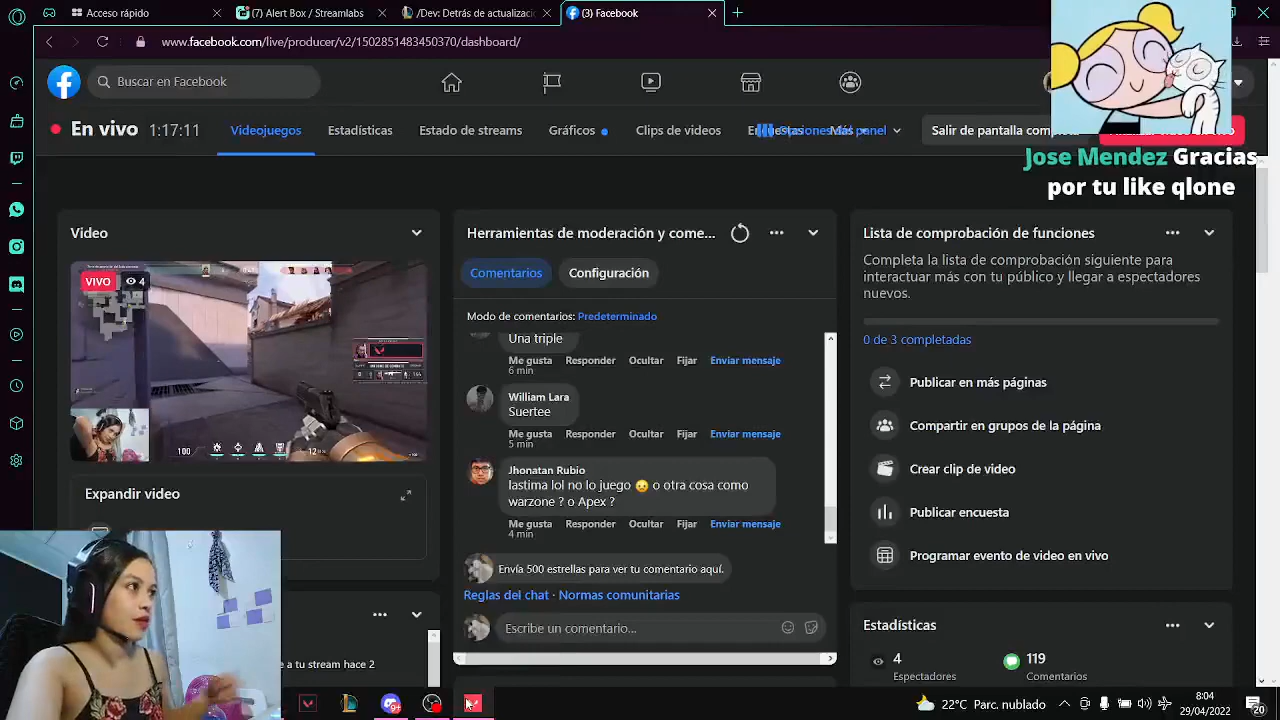 Acceso rápido
(21) Alert Box / Streamlabs
/Dev: Detrás de actualizaci
(3) Facebook
www.facebook.com/live/producer/v2/1502851483450370/dashboard/
Buscar en Facebook
En vivo 1:17:11
Videojuegos
Estadísticas
Estado de streams
Gráficos
Clips de videos
Más
Salir de pantalla comp
Jose Mendez Gracias
por tu like qlone
Video
VIVO
4
100
12
Expandir video
e a tu stream hace 2
Herramientas de moderación y come...
Comentarios
Configuración
Modo de comentarios: Predeterminado
Una triple
Me gusta Responder Ocultar Fijar Enviar mensaje
6 min
William Lara
Suertee
Me gusta Responder Ocultar Fijar Enviar mensaje
5 min
Jhonatan Rubio
lastima lol no lo juego 😉 o otra cosa como
warzone ? o Apex ?
Me gusta Responder Ocultar Fijar Enviar mensaje
4 min
Envía 500 estrellas para ver tu comentario aquí.
Reglas del chat · Normas comunitarias
Escribe un comentario...
Lista de comprobación de funciones
Completa la lista de comprobación siguiente para
interactuar más con tu público y llegar a espectadores
nuevos.
0 de 3 completadas
Publicar en más páginas
Compartir en grupos de la página
Crear clip de video
Publicar encuesta
Programar evento de video en vivo
Estadísticas
4
Espectadores
119
Comentarios
22°C Parc. nublado
8:04
29/04/2022
20